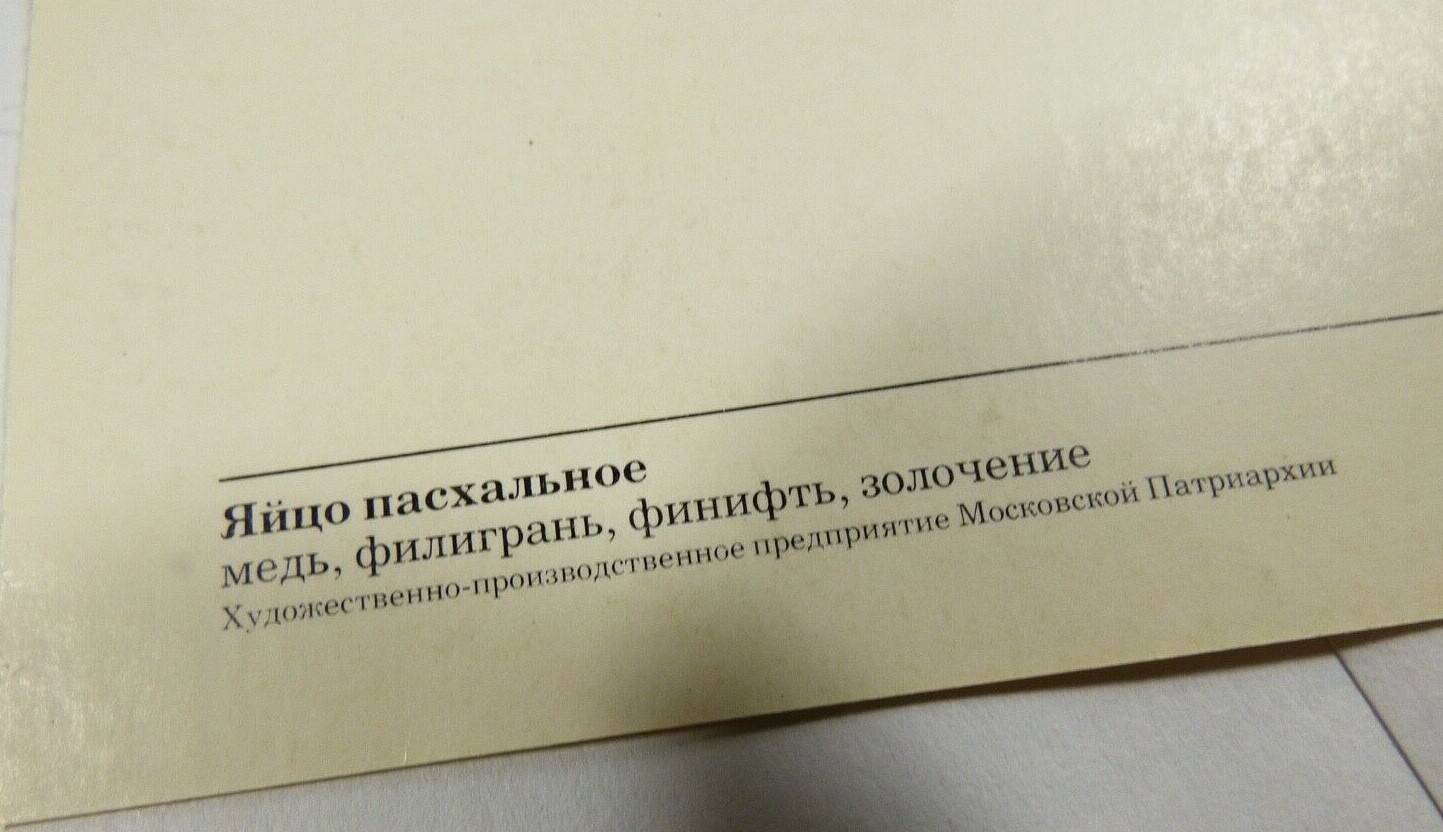 Яйцо пасхальное
медь, филигрань, финифть, золочение
Художественно-производственное предприятие Московской Патриархии